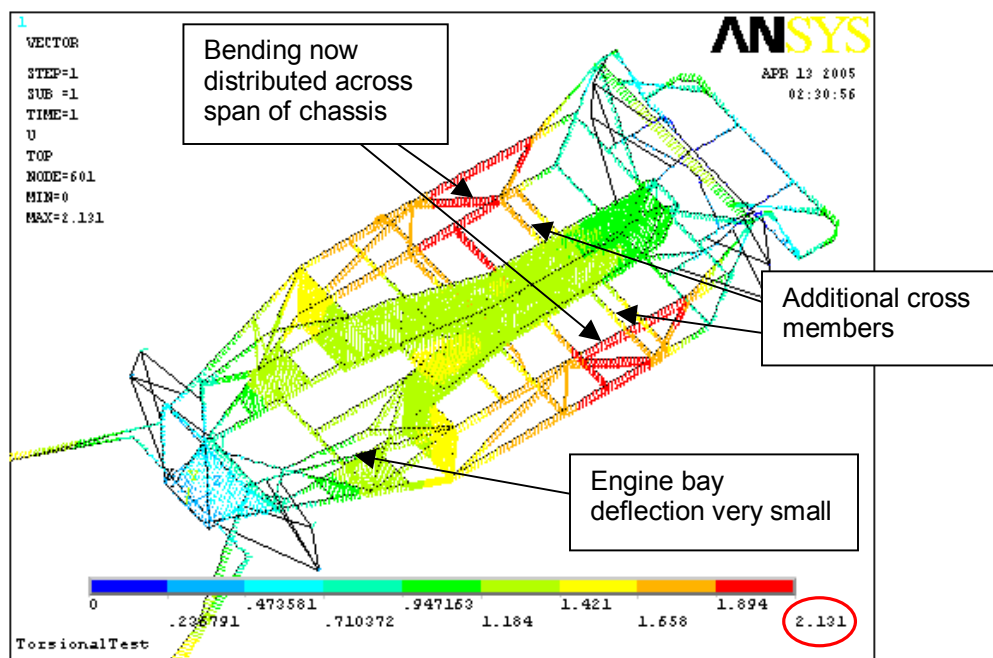 1
VECTOR
STEP=1
SUB =1
TIME=1
U
TOP
NODE=601
MIN=0
MAX=2.131
Bending now
distributed across
span of chassis
ANSYS
APR 13 2005
02:30:56
Additional cross
members
Engine bay
deflection very small
0
.236791
.473581
.710372
.947163
1.184
1.421
1.658
1.894
2.131
TorsionalTest